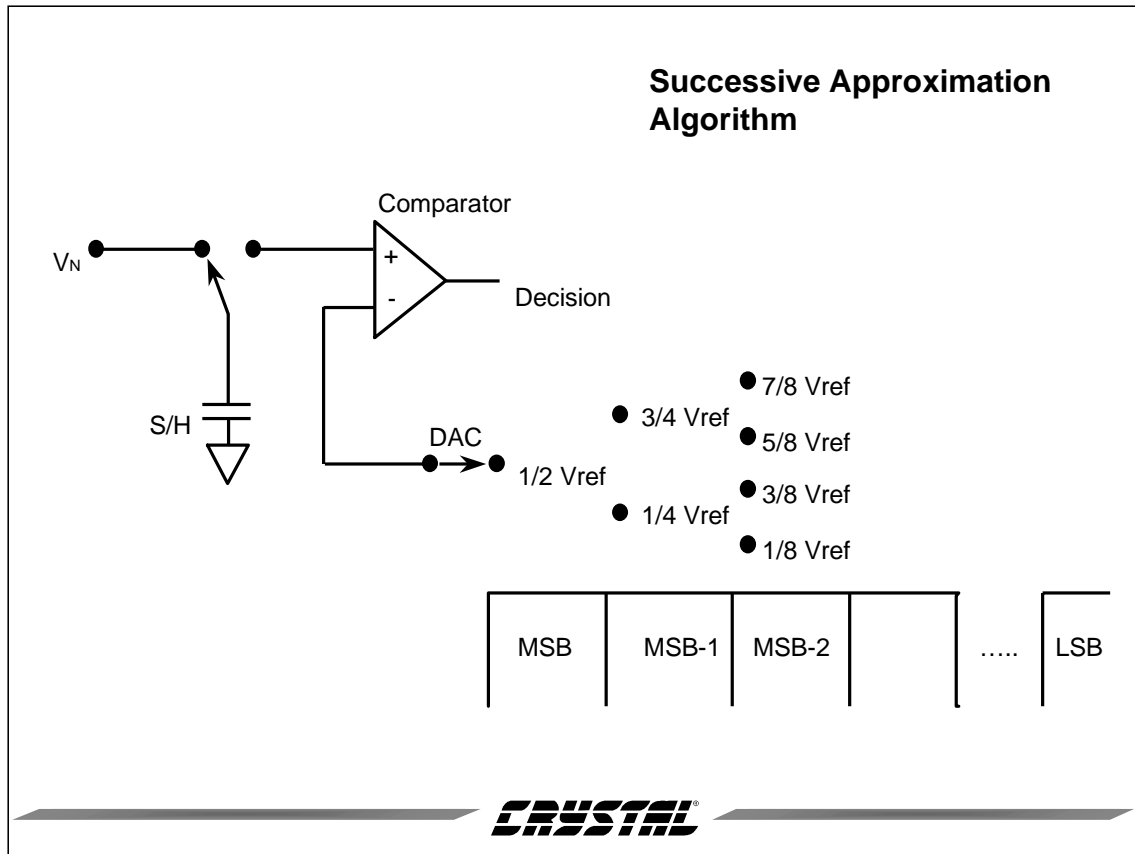 Successive Approximation
Algorithm
Comparator
VN
+
-
Decision
S/H
DAC
1/2 Vref
3/4 Vref
1/4 Vref
7/8 Vref
5/8 Vref
3/8 Vref
1/8 Vref
MSB MSB-1 MSB-2 ..... LSB
CRYSTAL®